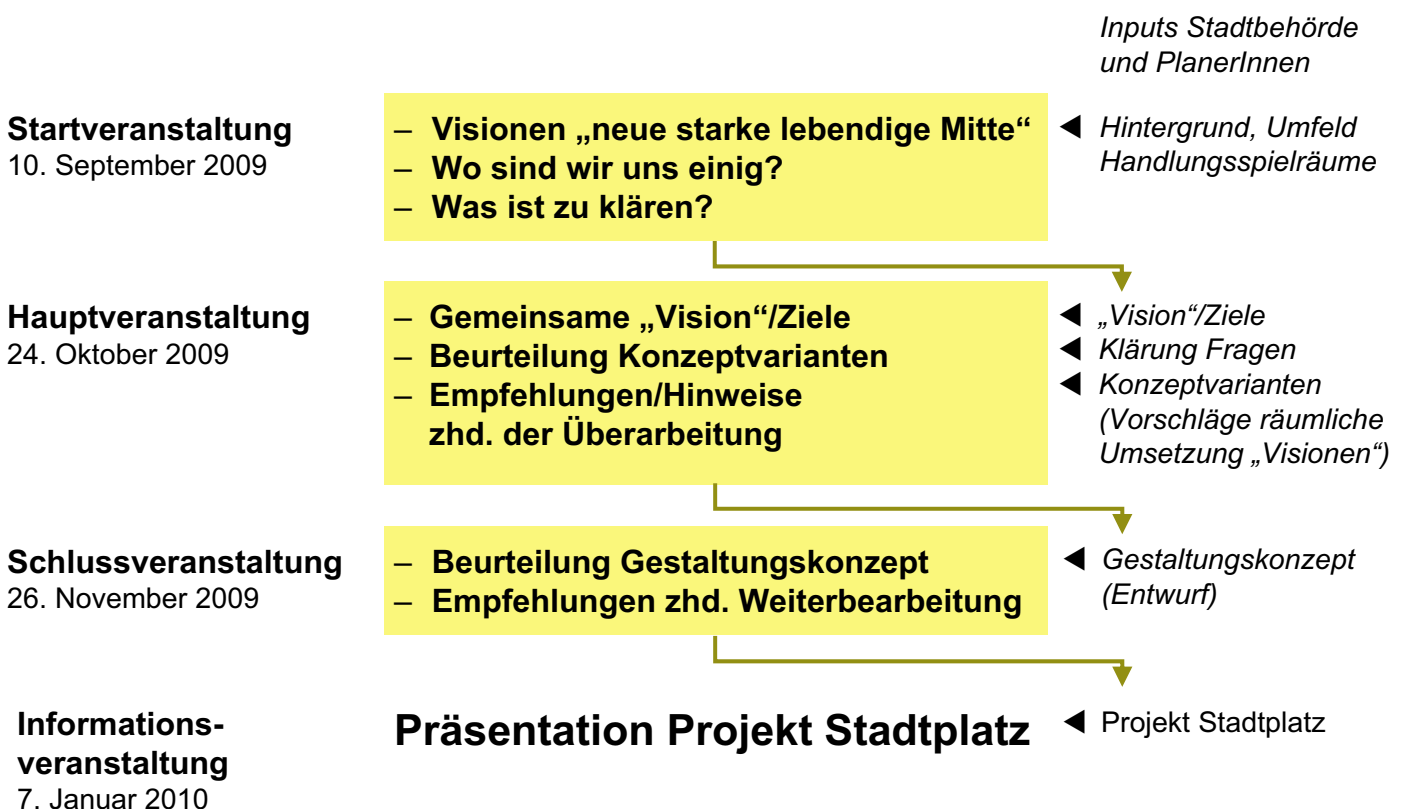 Inputs Stadtbehörde
und PlanerInnen
Startveranstaltung
10. September 2009
– Visionen „neue starke lebendige Mitte“
– Wo sind wir uns einig?
– Was ist zu klären?
◀ Hintergrund, Umfeld
Handlungsspielräume
Hauptveranstaltung
24. Oktober 2009
– Gemeinsame „Vision“/Ziele
– Beurteilung Konzeptvarianten
– Empfehlungen/Hinweise
zhd. der Überarbeitung
◀ „Vision“/Ziele
◀ Klärung Fragen
◀ Konzeptvarianten
(Vorschläge räumliche
Umsetzung „Visionen“)
Schlussveranstaltung
26. November 2009
– Beurteilung Gestaltungskonzept
– Empfehlungen zhd. Weiterbearbeitung
◀ Gestaltungskonzept
(Entwurf)
Informations-
veranstaltung
7. Januar 2010
Präsentation Projekt Stadtplatz
◀ Projekt Stadtplatz